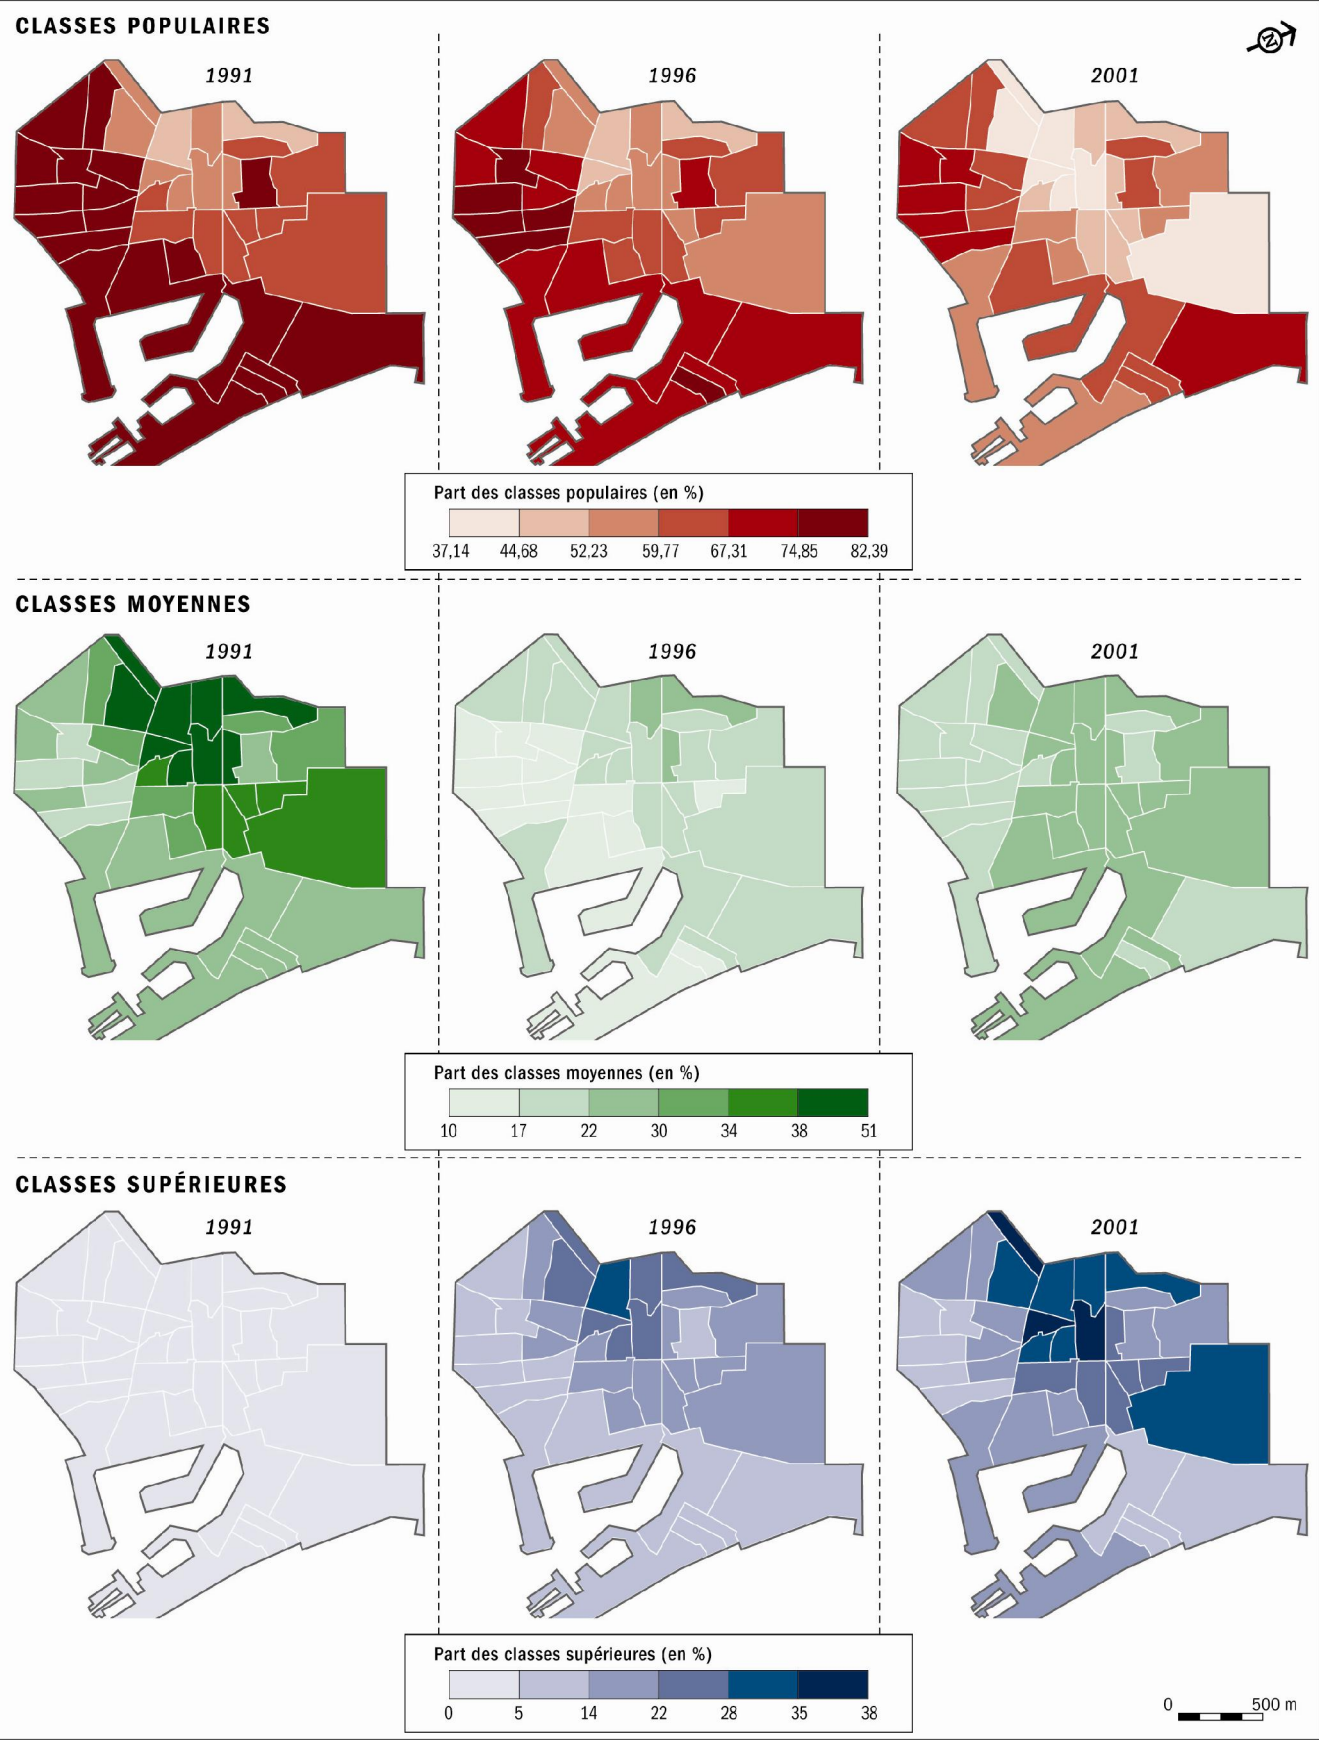 CLASSES POPULAIRES
N
1991
1996
2001
Part des classes populaires (en %)
37,14 44,68 52,23 59,77 67,31 74,85 82,39
CLASSES MOYENNES
1991
1996
2001
Part des classes moyennes (en %)
10 17 22 30 34 38 51
CLASSES SUPÉRIEURES
1991
1996
2001
Part des classes supérieures (en %)
0 5 14 22 28 35 38
0 500 m